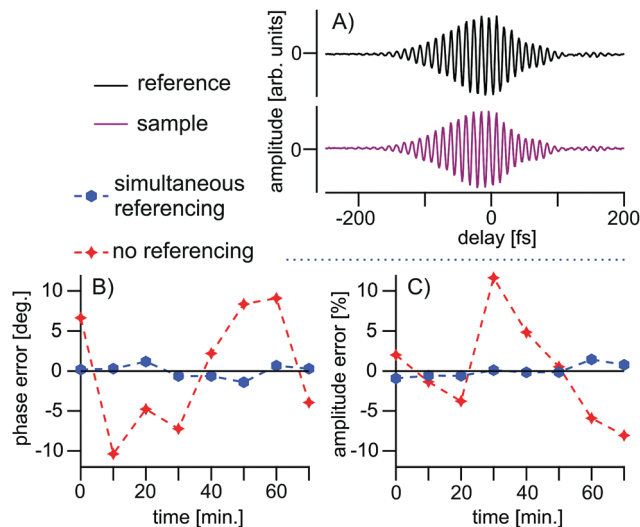 A)
amplitude [arb. units]
0
0
-200
0
200
delay [fs]
reference
sample
simultaneous
referencing
no referencing
B)
phase error [deg.]
10
5
0
-5
-10
0
20
40
60
time [min.]
C)
amplitude error [%]
10
5
0
-5
-10
0
20
40
60
time [min.]